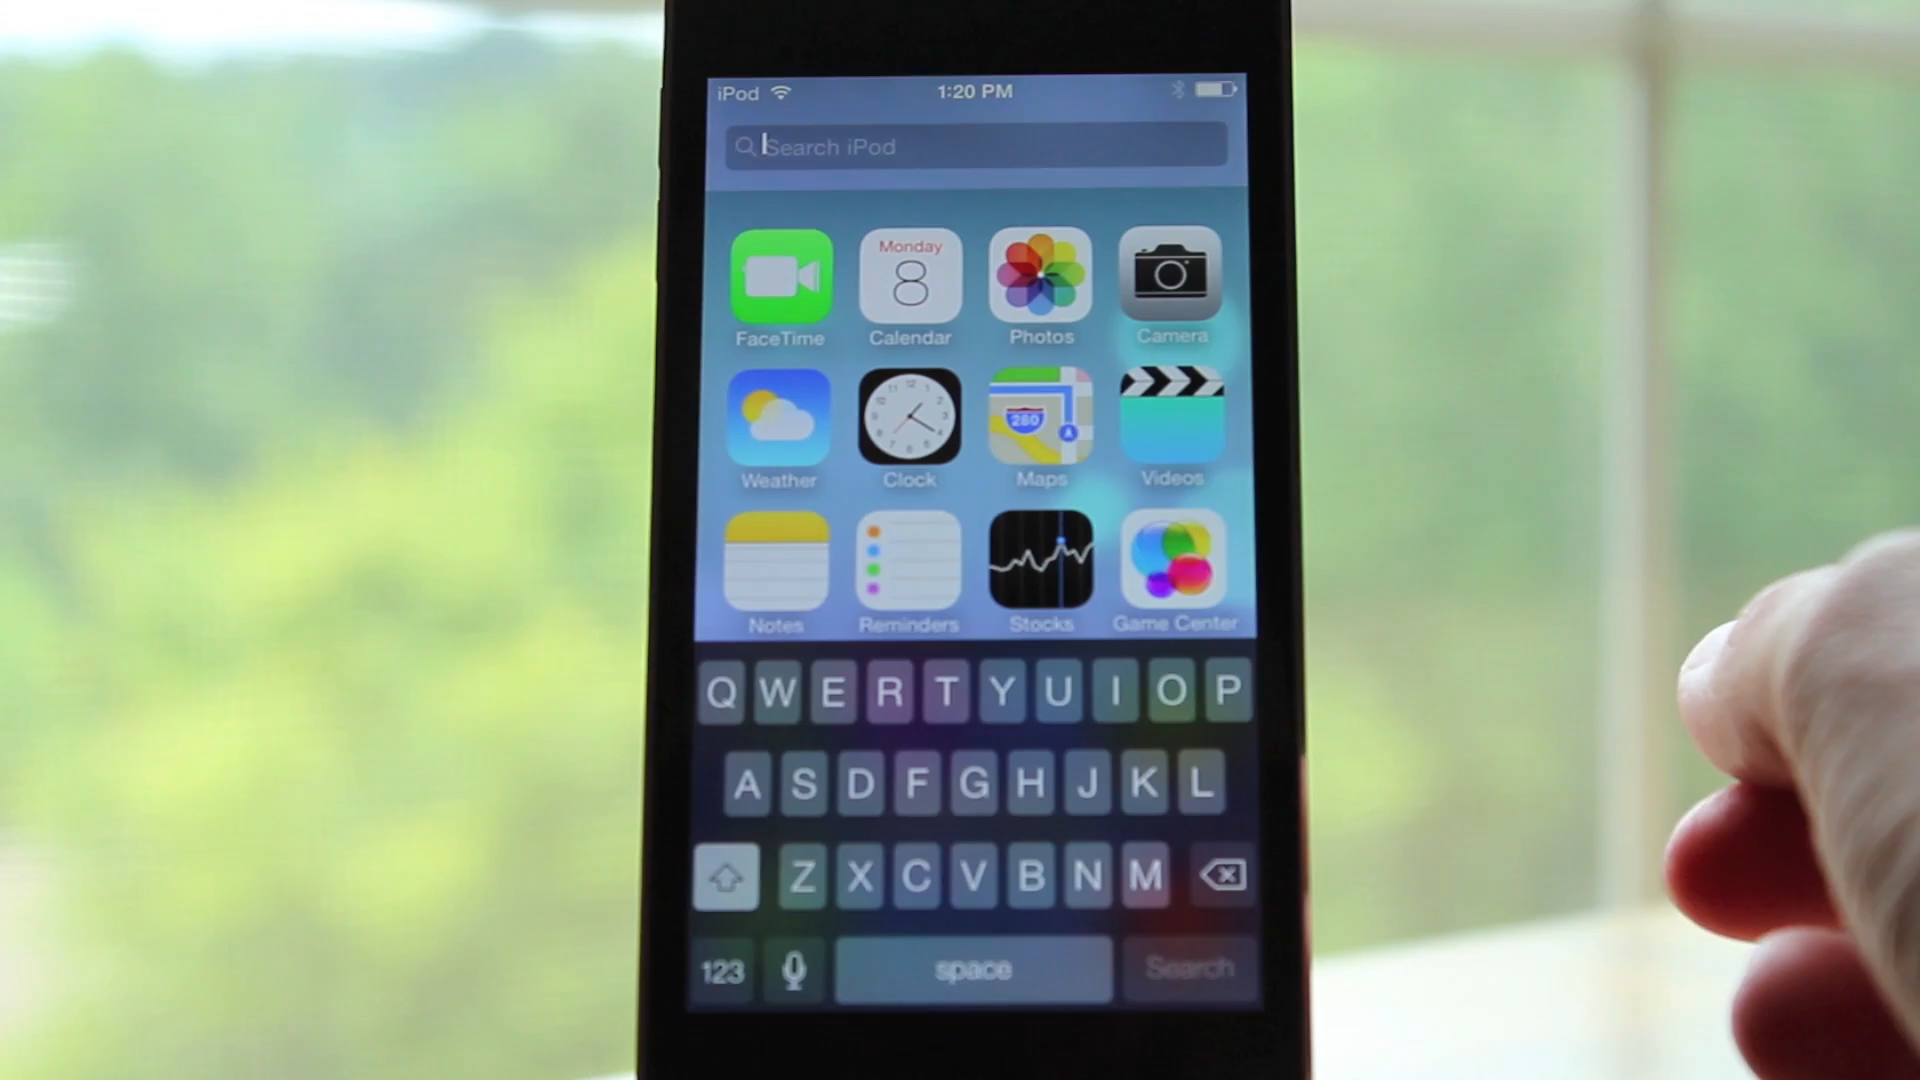 iPod 1:20 PM
Search iPod
Monday
8
FaceTime Calendar Photos Camera
280
Weather Clock Maps Videos
Notes Reminders Stocks Game Center
Q W E R T Y U I O P
A S D F G H J K L
Z X C V B N M
123 space Search